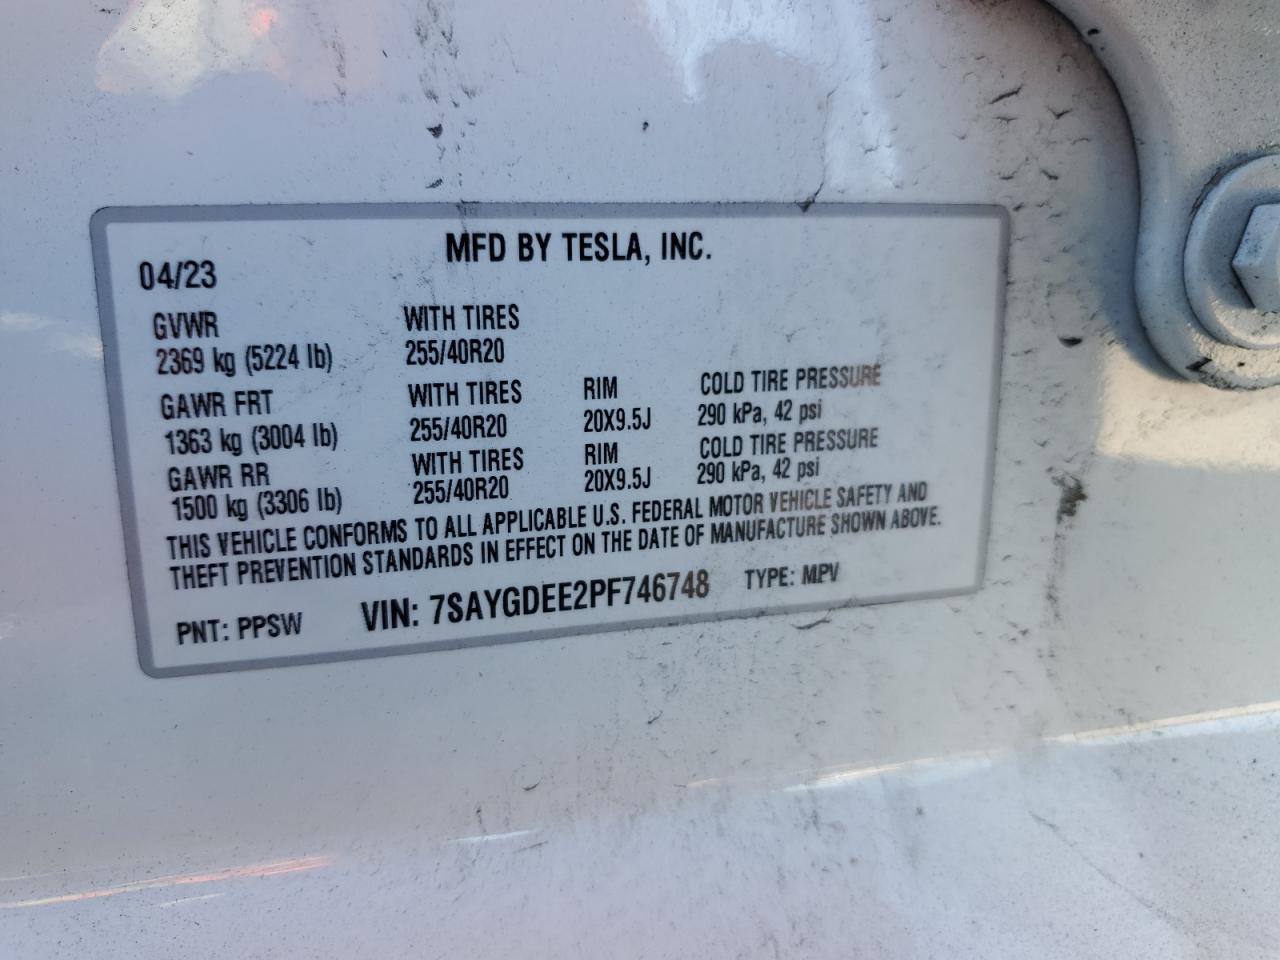 MFD BY TESLA, INC.
04/23
GVWR WITH TIRES
2369 kg (5224 lb) 255/40R20
GAWR FRT WITH TIRES RIM COLD TIRE PRESSURE
1363 kg (3004 lb) 255/40R20 20X9.5J 290 kPa, 42 psi
GAWR RR WITH TIRES RIM COLD TIRE PRESSURE
1500 kg (3306 lb) 255/40R20 20X9.5J 290 kPa, 42 psi
THIS VEHICLE CONFORMS TO ALL APPLICABLE U.S. FEDERAL MOTOR VEHICLE SAFETY AND
THEFT PREVENTION STANDARDS IN EFFECT ON THE DATE OF MANUFACTURE SHOWN ABOVE.
PNT: PPSW VIN: 7SAYGDEE2PF746748 TYPE: MPV